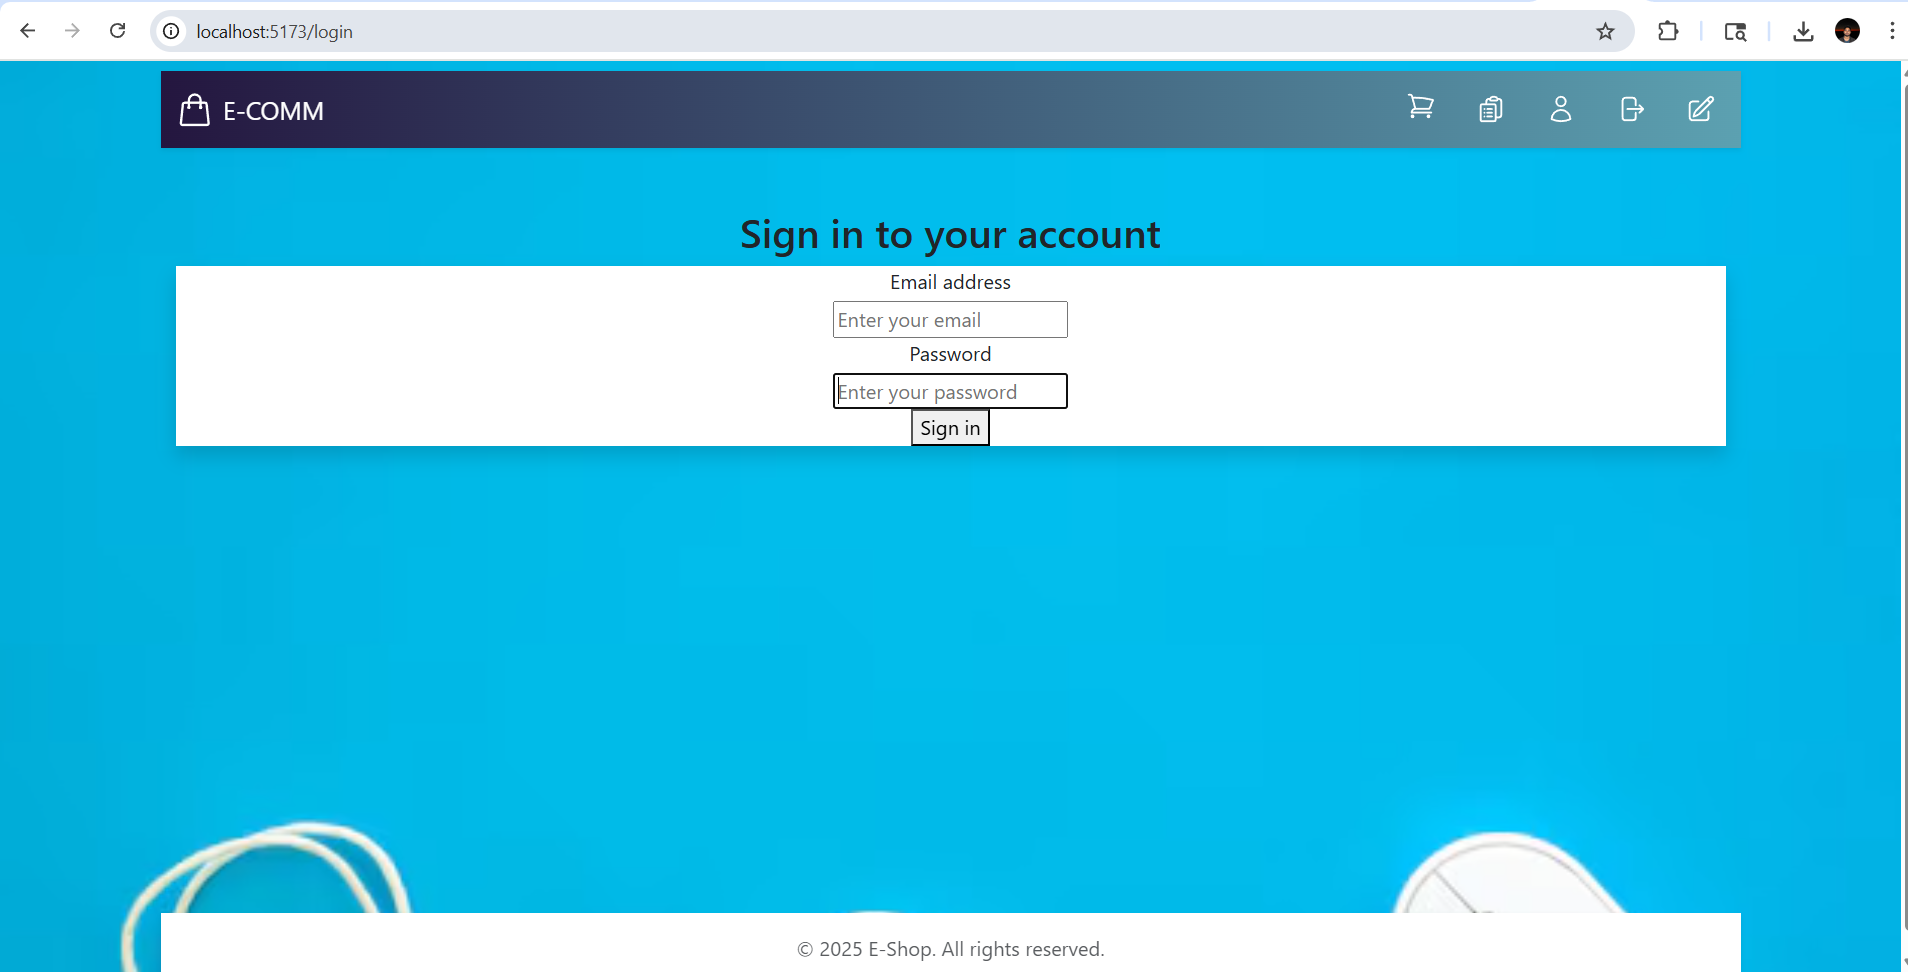 localhost:5173/login
E-COMM
Sign in to your account
Email address
Enter your email
Password
Enter your password
Sign in
© 2025 E-Shop. All rights reserved.